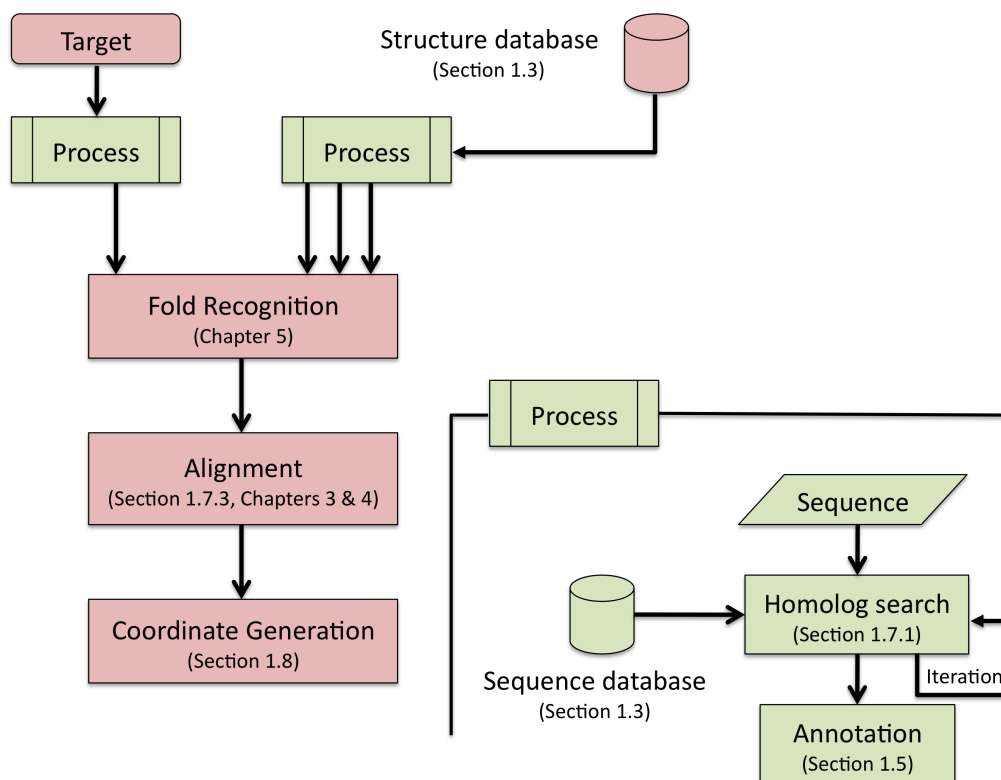 Target
Structure database
(Section 1.3)
Process
Process
Fold Recognition
(Chapter 5)
Process
Alignment
(Section 1.7.3, Chapters 3 & 4)
Sequence
Homolog search
(Section 1.7.1)
Coordinate Generation
(Section 1.8)
Sequence database
(Section 1.3)
Iteration
Annotation
(Section 1.5)